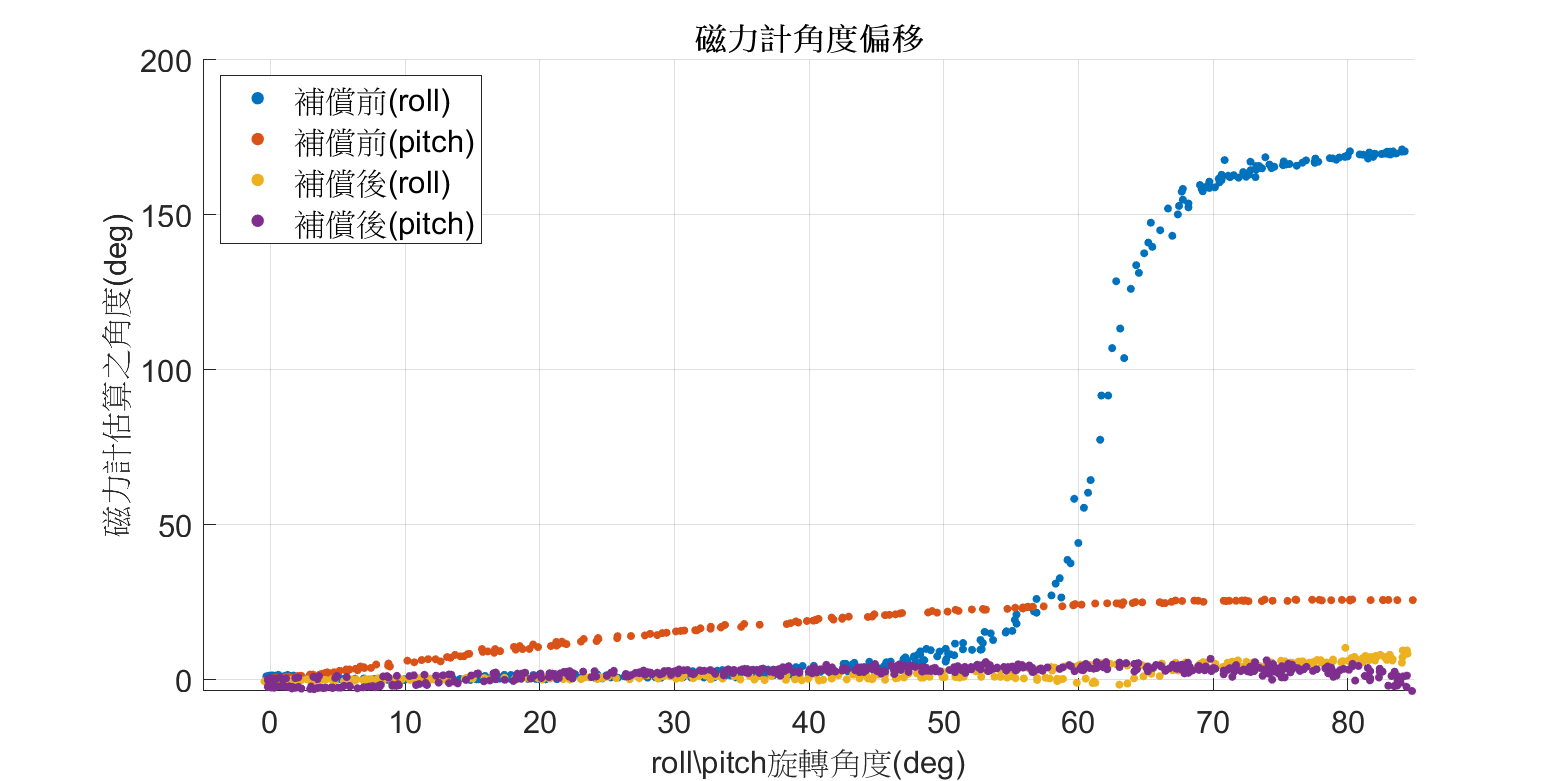 磁力計角度偏移
200
150
100
50
0
磁力計估算之角度(deg)
補償前(roll)
補償前(pitch)
補償後(roll)
補償後(pitch)
0 10 20 30 40 50 60 70 80
roll\pitch旋轉角度(deg)